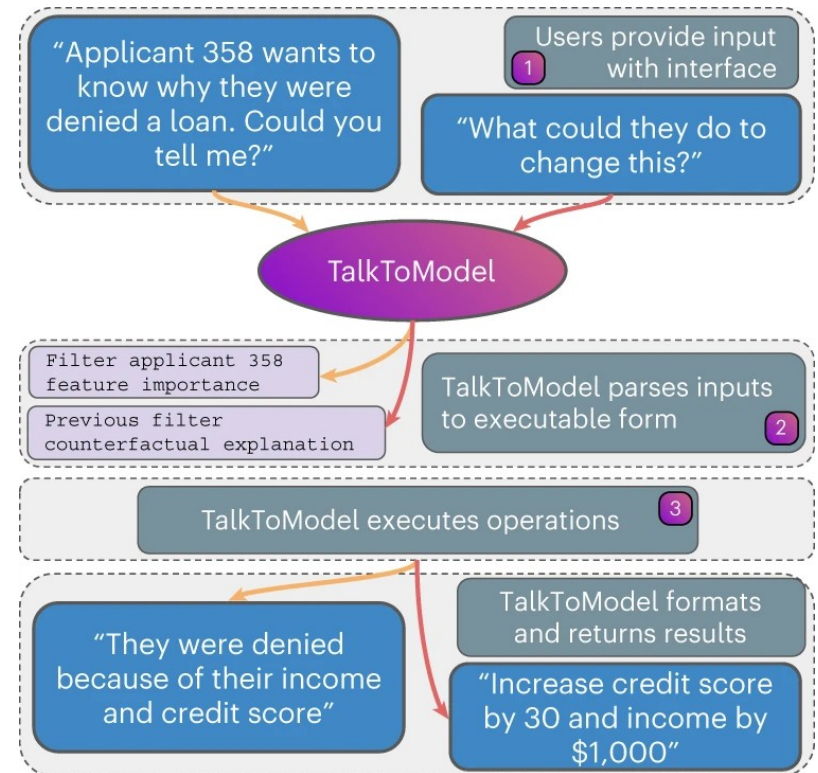 “Applicant 358 wants to
know why they were
denied a loan. Could you
tell me?”
Users provide input
with interface
1
“What could they do to
change this?”
TalkToModel
Filter applicant 358
feature importance
Previous filter
counterfactual explanation
TalkToModel parses inputs
to executable form
2
TalkToModel executes operations
3
“They were denied
because of their income
and credit score”
TalkToModel formats
and returns results
“Increase credit score
by 30 and income by
$1,000”